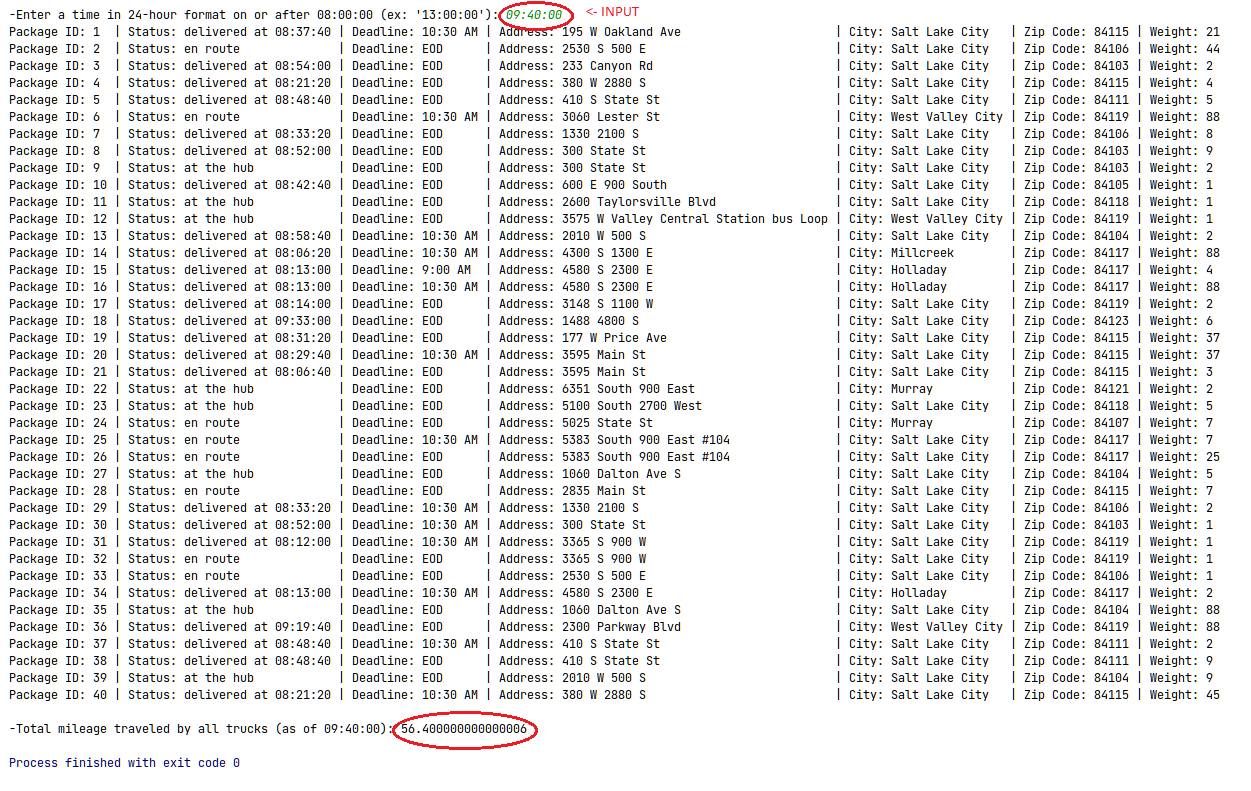 -Enter a time in 24-hour format on or after 08:00:00 (ex: '13:00:00'): 09:40:00 <- INPUT
Package ID: 1  | Status: delivered at 08:37:40 | Deadline: 10:30 AM | Address: 195 W Oakland Ave                      | City: Salt Lake City   | Zip Code: 84115 | Weight: 21
Package ID: 2  | Status: en route              | Deadline: EOD      | Address: 2530 S 500 E                           | City: Salt Lake City   | Zip Code: 84106 | Weight: 44
Package ID: 3  | Status: delivered at 08:54:00 | Deadline: EOD      | Address: 233 Canyon Rd                          | City: Salt Lake City   | Zip Code: 84103 | Weight: 2
Package ID: 4  | Status: delivered at 08:21:20 | Deadline: EOD      | Address: 380 W 2880 S                           | City: Salt Lake City   | Zip Code: 84115 | Weight: 4
Package ID: 5  | Status: delivered at 08:48:40 | Deadline: EOD      | Address: 410 S State St                         | City: Salt Lake City   | Zip Code: 84111 | Weight: 5
Package ID: 6  | Status: en route              | Deadline: 10:30 AM | Address: 3060 Lester St                         | City: West Valley City | Zip Code: 84119 | Weight: 88
Package ID: 7  | Status: delivered at 08:33:20 | Deadline: EOD      | Address: 1330 2100 S                            | City: Salt Lake City   | Zip Code: 84106 | Weight: 8
Package ID: 8  | Status: delivered at 08:52:00 | Deadline: EOD      | Address: 300 State St                           | City: Salt Lake City   | Zip Code: 84103 | Weight: 9
Package ID: 9  | Status: at the hub            | Deadline: EOD      | Address: 300 State St                           | City: Salt Lake City   | Zip Code: 84103 | Weight: 2
Package ID: 10 | Status: delivered at 08:42:40 | Deadline: EOD      | Address: 600 E 900 South                        | City: Salt Lake City   | Zip Code: 84105 | Weight: 1
Package ID: 11 | Status: at the hub            | Deadline: EOD      | Address: 2600 Taylorsville Blvd                 | City: Salt Lake City   | Zip Code: 84118 | Weight: 1
Package ID: 12 | Status: at the hub            | Deadline: EOD      | Address: 3575 W Valley Central Station bus Loop | City: West Valley City | Zip Code: 84119 | Weight: 1
Package ID: 13 | Status: delivered at 08:58:40 | Deadline: 10:30 AM | Address: 2010 W 500 S                           | City: Salt Lake City   | Zip Code: 84104 | Weight: 2
Package ID: 14 | Status: delivered at 08:06:20 | Deadline: 10:30 AM | Address: 4300 S 1300 E                          | City: Millcreek        | Zip Code: 84117 | Weight: 88
Package ID: 15 | Status: delivered at 08:13:00 | Deadline: 9:00 AM  | Address: 4580 S 2300 E                          | City: Holladay         | Zip Code: 84117 | Weight: 4
Package ID: 16 | Status: delivered at 08:13:00 | Deadline: 10:30 AM | Address: 4580 S 2300 E                          | City: Holladay         | Zip Code: 84117 | Weight: 88
Package ID: 17 | Status: delivered at 08:14:00 | Deadline: EOD      | Address: 3148 S 1100 W                          | City: Salt Lake City   | Zip Code: 84119 | Weight: 2
Package ID: 18 | Status: delivered at 09:33:00 | Deadline: EOD      | Address: 1488 4800 S                            | City: Salt Lake City   | Zip Code: 84123 | Weight: 6
Package ID: 19 | Status: delivered at 08:31:20 | Deadline: EOD      | Address: 177 W Price Ave                        | City: Salt Lake City   | Zip Code: 84115 | Weight: 37
Package ID: 20 | Status: delivered at 08:29:40 | Deadline: 10:30 AM | Address: 3595 Main St                           | City: Salt Lake City   | Zip Code: 84115 | Weight: 37
Package ID: 21 | Status: delivered at 08:06:40 | Deadline: EOD      | Address: 3595 Main St                           | City: Salt Lake City   | Zip Code: 84115 | Weight: 3
Package ID: 22 | Status: at the hub            | Deadline: EOD      | Address: 6351 South 900 East                    | City: Murray           | Zip Code: 84121 | Weight: 2
Package ID: 23 | Status: at the hub            | Deadline: EOD      | Address: 5100 South 2700 West                   | City: Salt Lake City   | Zip Code: 84118 | Weight: 5
Package ID: 24 | Status: en route              | Deadline: EOD      | Address: 5025 State St                          | City: Murray           | Zip Code: 84107 | Weight: 7
Package ID: 25 | Status: en route              | Deadline: 10:30 AM | Address: 5383 South 900 East #104               | City: Salt Lake City   | Zip Code: 84117 | Weight: 7
Package ID: 26 | Status: en route              | Deadline: EOD      | Address: 5383 South 900 East #104               | City: Salt Lake City   | Zip Code: 84117 | Weight: 25
Package ID: 27 | Status: at the hub            | Deadline: EOD      | Address: 1060 Dalton Ave S                      | City: Salt Lake City   | Zip Code: 84104 | Weight: 5
Package ID: 28 | Status: en route              | Deadline: EOD      | Address: 2835 Main St                           | City: Salt Lake City   | Zip Code: 84115 | Weight: 7
Package ID: 29 | Status: delivered at 08:33:20 | Deadline: 10:30 AM | Address: 1330 2100 S                            | City: Salt Lake City   | Zip Code: 84106 | Weight: 2
Package ID: 30 | Status: delivered at 08:52:00 | Deadline: 10:30 AM | Address: 300 State St                           | City: Salt Lake City   | Zip Code: 84103 | Weight: 1
Package ID: 31 | Status: delivered at 08:12:00 | Deadline: 10:30 AM | Address: 3365 S 900 W                           | City: Salt Lake City   | Zip Code: 84119 | Weight: 1
Package ID: 32 | Status: en route              | Deadline: EOD      | Address: 3365 S 900 W                           | City: Salt Lake City   | Zip Code: 84119 | Weight: 1
Package ID: 33 | Status: en route              | Deadline: EOD      | Address: 2530 S 500 E                           | City: Salt Lake City   | Zip Code: 84106 | Weight: 1
Package ID: 34 | Status: delivered at 08:13:00 | Deadline: 10:30 AM | Address: 4580 S 2300 E                          | City: Holladay         | Zip Code: 84117 | Weight: 2
Package ID: 35 | Status: at the hub            | Deadline: EOD      | Address: 1060 Dalton Ave S                      | City: Salt Lake City   | Zip Code: 84104 | Weight: 88
Package ID: 36 | Status: delivered at 09:19:40 | Deadline: EOD      | Address: 2300 Parkway Blvd                      | City: West Valley City | Zip Code: 84119 | Weight: 88
Package ID: 37 | Status: delivered at 08:48:40 | Deadline: 10:30 AM | Address: 410 S State St                         | City: Salt Lake City   | Zip Code: 84111 | Weight: 2
Package ID: 38 | Status: delivered at 08:48:40 | Deadline: EOD      | Address: 410 S State St                         | City: Salt Lake City   | Zip Code: 84111 | Weight: 9
Package ID: 39 | Status: at the hub            | Deadline: EOD      | Address: 2010 W 500 S                           | City: Salt Lake City   | Zip Code: 84104 | Weight: 9
Package ID: 40 | Status: delivered at 08:21:20 | Deadline: 10:30 AM | Address: 380 W 2880 S                           | City: Salt Lake City   | Zip Code: 84115 | Weight: 45
-Total mileage traveled by all trucks (as of 09:40:00): 56.400000000000006
Process finished with exit code 0